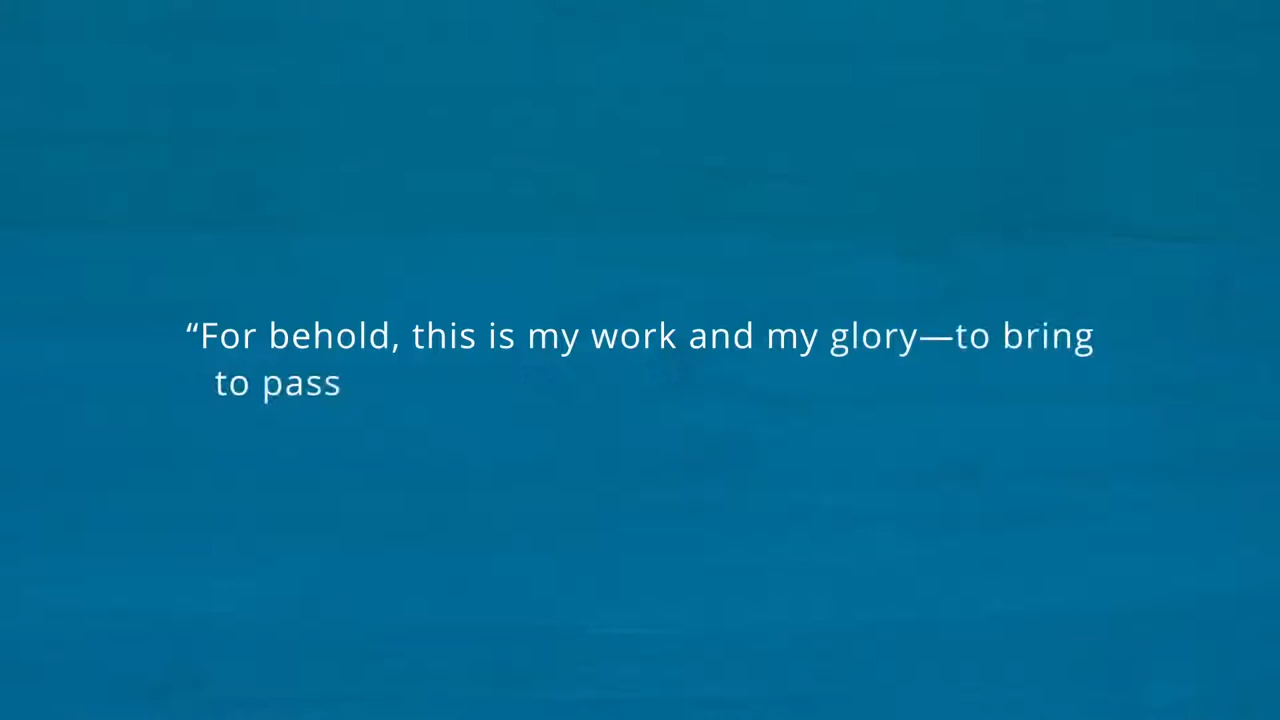 “For behold, this is my work and my glory—to bring
to pass